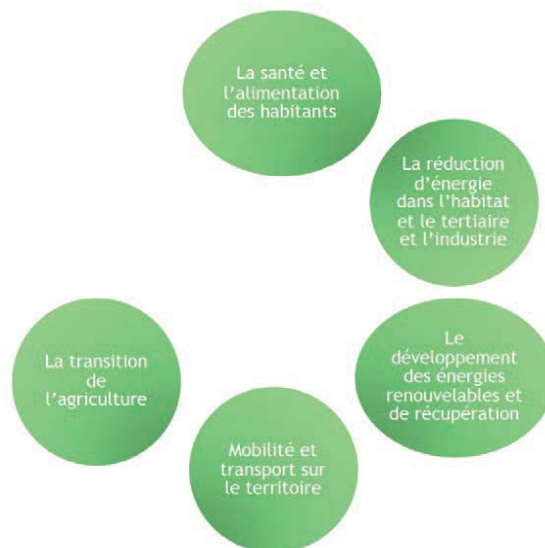 La santé et
l'alimentation
des habitants
La réduction
d'énergie
dans l'habitat
et le tertiaire
et l'industrie
Le
développement
des énergies
renouvelables et
de récupération
Mobilité et
transport sur
le territoire
La transition
de
l'agriculture